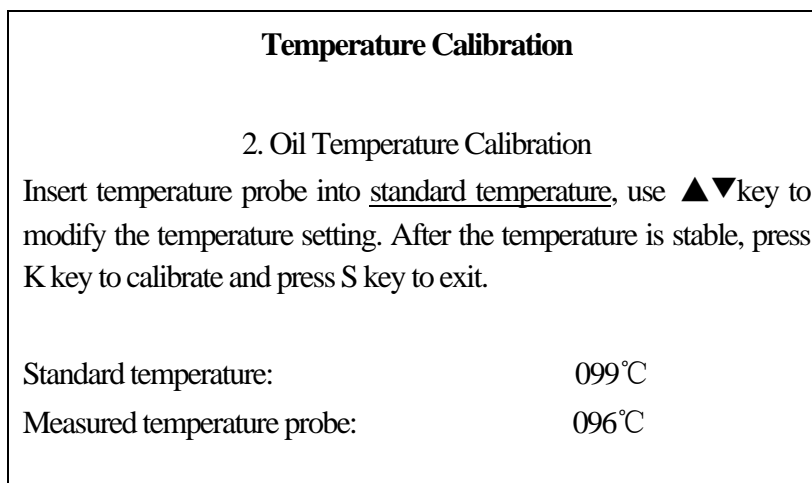 Temperature Calibration
2. Oil Temperature Calibration
Insert temperature probe into standard temperature, use ▲▼key to
modify the temperature setting. After the temperature is stable, press
K key to calibrate and press S key to exit.
Standard temperature: 099℃
Measured temperature probe: 096℃